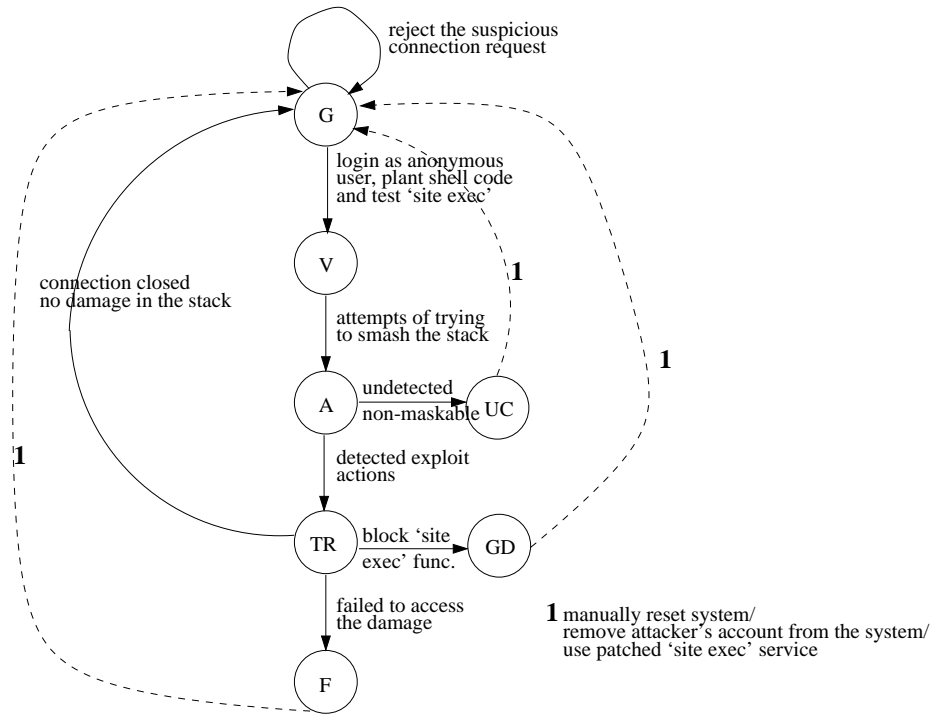 reject the suspicious
connection request
G
login as anonymous
user, plant shell code
and test ‘site exec’
V
1
connection closed
no damage in the stack
attempts of trying
to smash the stack
1
A
undetected
non-maskable
UC
1
detected exploit
actions
TR
block ‘site
exec’ func.
GD
failed to access
the damage
F
1 manually reset system/
remove attacker’s account from the system/
use patched ‘site exec’ service